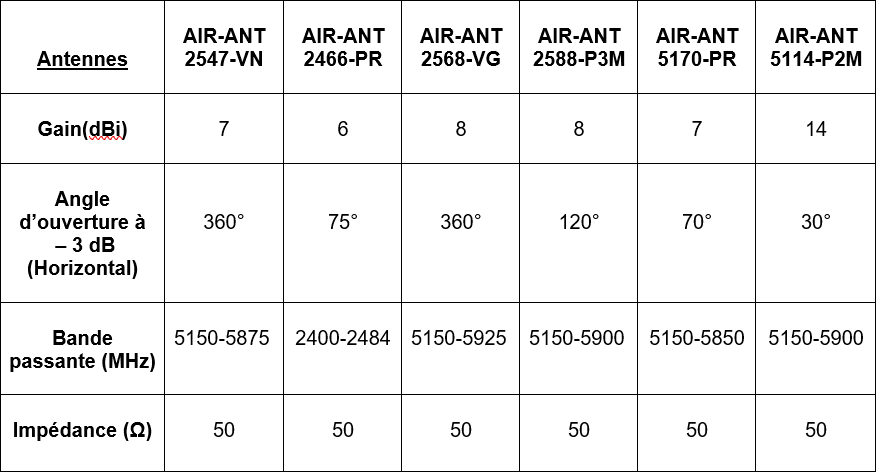 Antennes AIR-ANT 2547-VN AIR-ANT 2466-PR AIR-ANT 2568-VG AIR-ANT 2588-P3M AIR-ANT 5170-PR AIR-ANT 5114-P2M
Gain(dBi) 7 6 8 8 7 14
Angle d’ouverture à – 3 dB (Horizontal) 360° 75° 360° 120° 70° 30°
Bande passante (MHz) 5150-5875 2400-2484 5150-5925 5150-5900 5150-5850 5150-5900
Impédance (Ω) 50 50 50 50 50 50